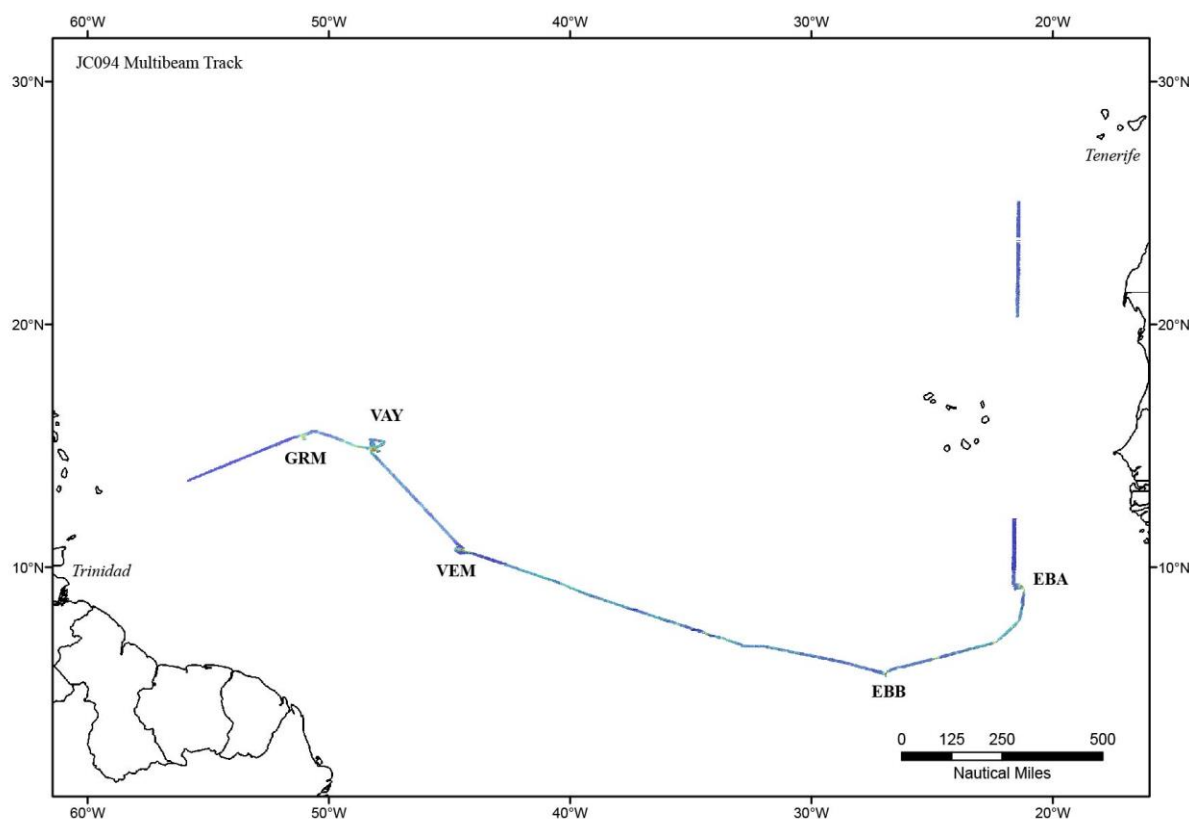 60°W 50°W 40°W 30°W 20°W
JC094 Multibeam Track
30°N 30°N
Tenerife
20°N 20°N
VAY
GRM
VEM
10°N 10°N
Trinidad
EBA
EBB
0 125 250 500
Nautical Miles
60°W 50°W 40°W 30°W 20°W